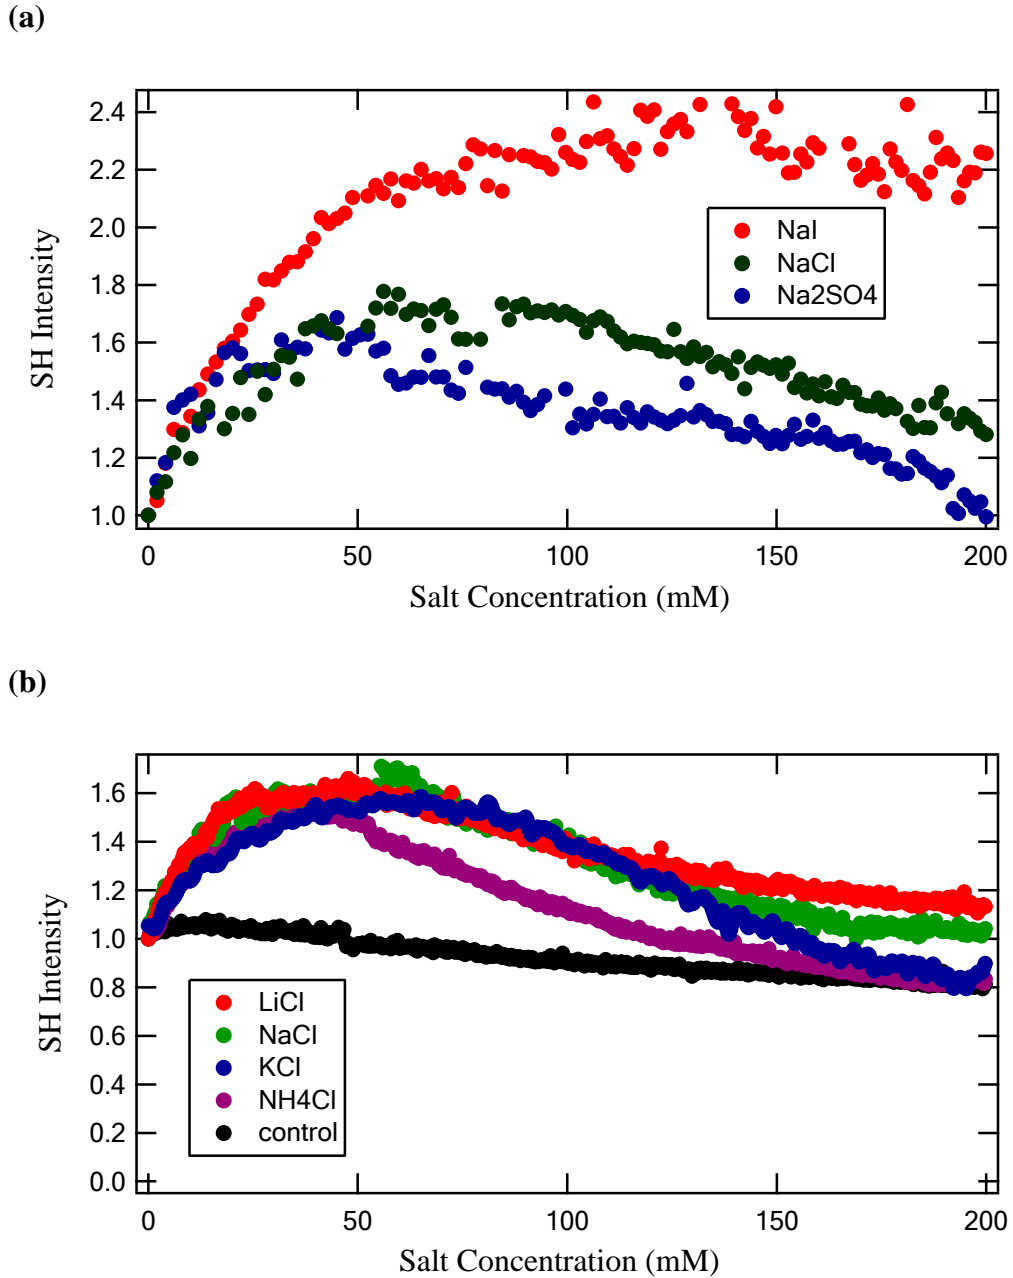 (a)
2.4
2.2
2.0
1.8
1.6
1.4
1.2
1.0
SH Intensity
NaI
NaCl
Na2SO4
0
50
100
150
200
Salt Concentration (mM)
(b)
1.6
1.4
1.2
1.0
0.8
0.6
0.4
0.2
0.0
SH Intensity
LiCl
NaCl
KCl
NH4Cl
control
0
50
100
150
200
Salt Concentration (mM)